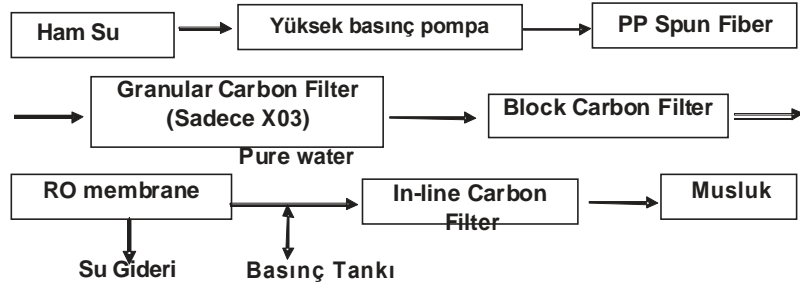 Ham Su
Yüksek basınç pompa
PP Spun Fiber
Granular Carbon Filter
(Sadece X03)
Block Carbon Filter
Pure water
RO membrane
In-line Carbon
Filter
Musluk
Su Gideri
Basınç Tankı